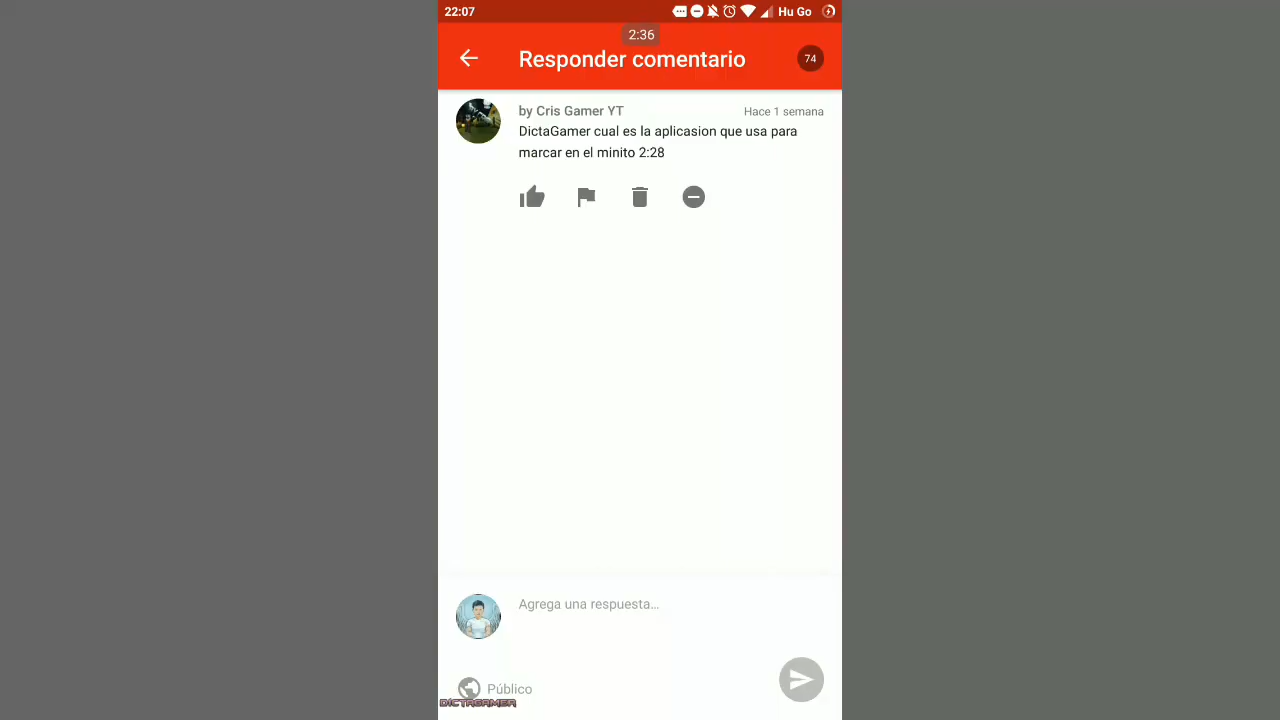 22:07
Hu Go
2:36
Responder comentario
74
by Cris Gamer YT
Hace 1 semana
DictaGamer cual es la aplicasion que usa para
marcar en el minito 2:28
Agrega una respuesta...
Público
DICTAGAMER